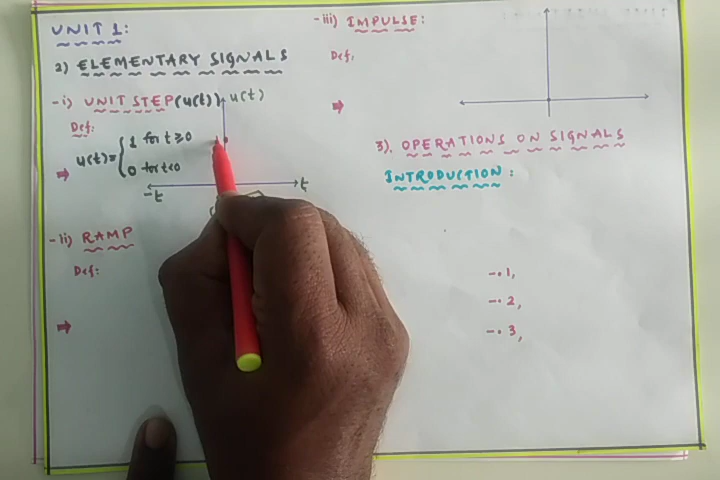 UNIT 1:
2) ELEMENTARY SIGNALS
-i) UNIT STEP(u(t))
u(t)
Def:
u(t)= { 1 for t≥0
0 for t<0
-t
t
-ii) RAMP
Def:
-iii) IMPULSE:
Def,
3). OPERATIONS ON SIGNALS
INTRODUCTION:
-. 1,
-. 2,
-. 3,